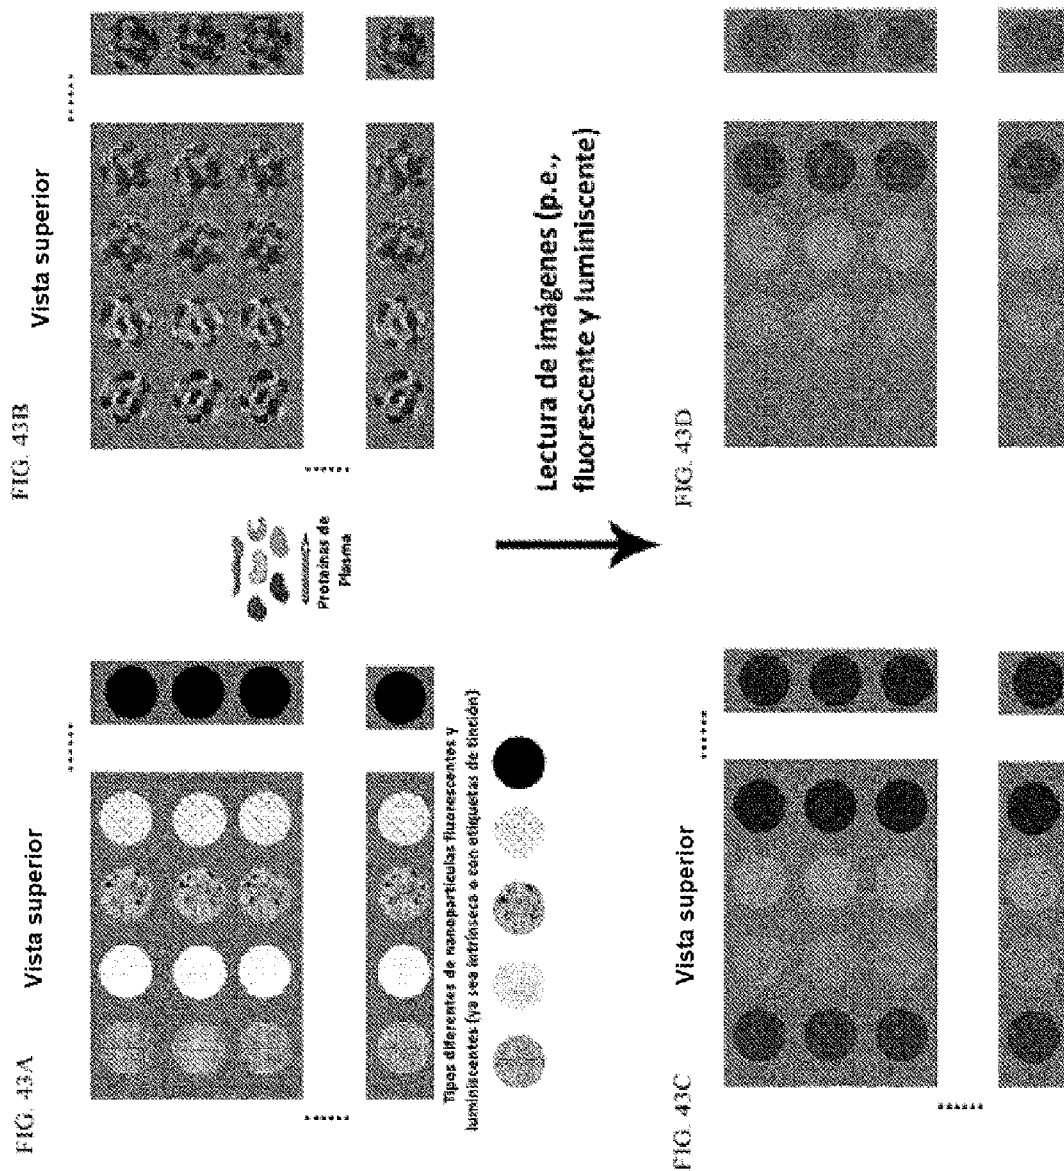 FIG. 43A
Vista superior
Tipos diferentes de nanopartículas fluorescentes y
luminiscentes (ya sea intrínseca o con etiquetas de tinción)
Proteínas de
Plasma
FIG. 43B
Vista superior
Lectura de imágenes (p.e.,
fluorescente y luminiscente)
FIG. 43C
Vista superior
FIG. 43D